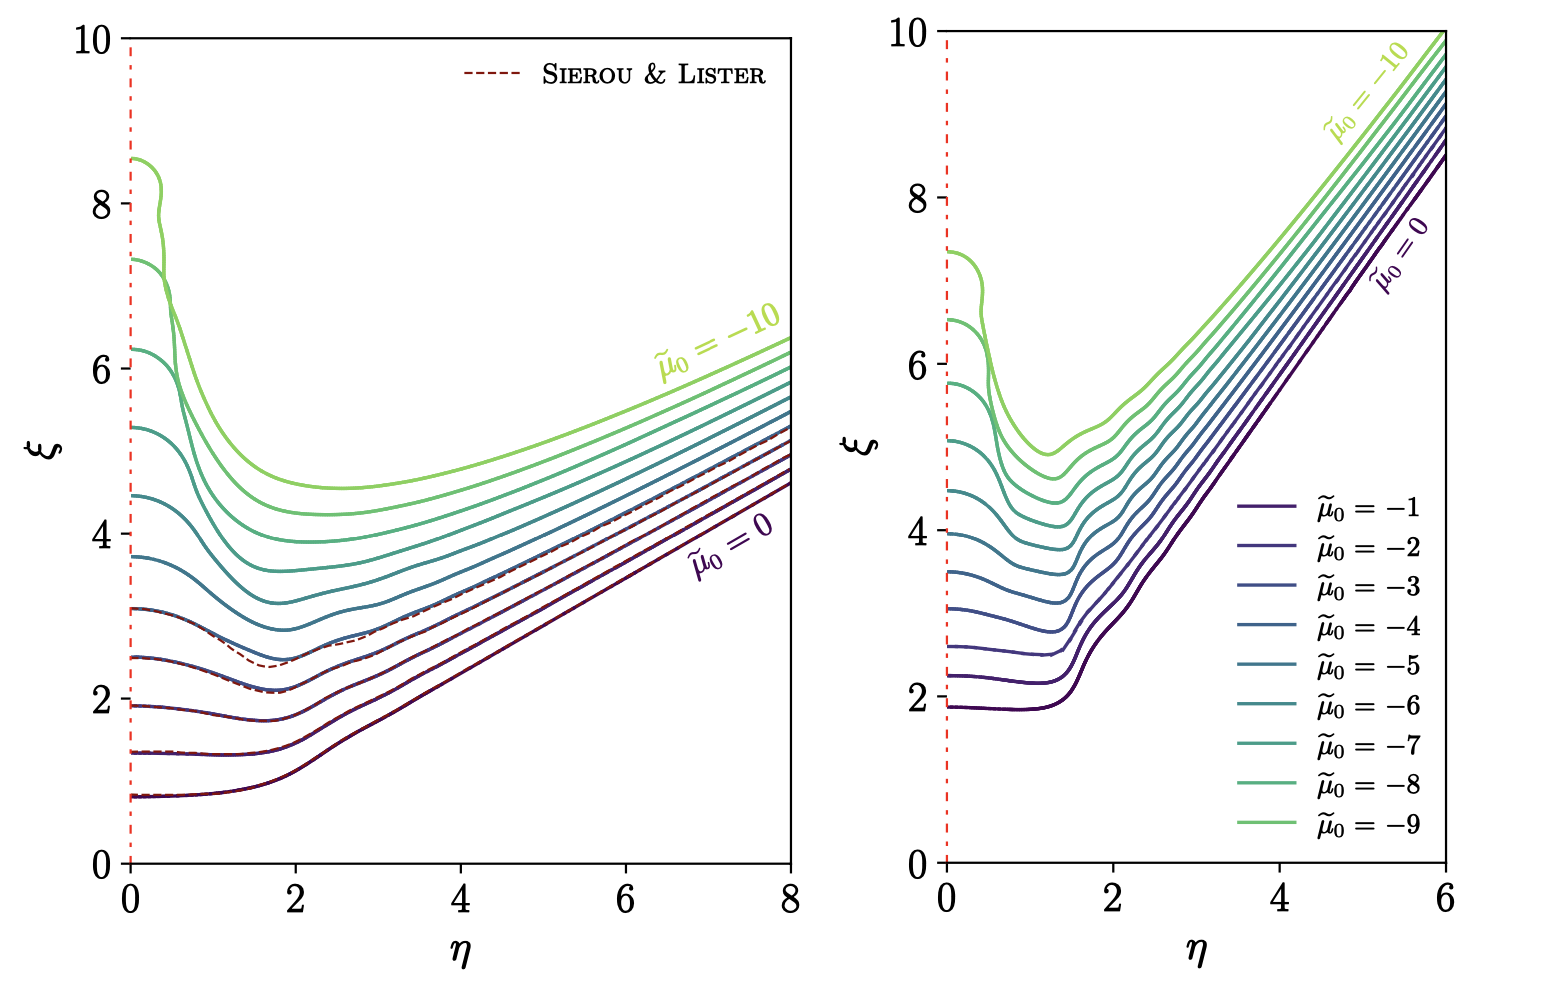 10
8
6
4
2
0
0 2 4 6 8
ξ
η
SIEROU & LISTER
μ̃₀ = −10
μ̃₀ = 0
10
8
6
4
2
0
0 2 4 6
ξ
η
μ̃₀ = −10
μ̃₀ = 0
μ̃₀ = −1
μ̃₀ = −2
μ̃₀ = −3
μ̃₀ = −4
μ̃₀ = −5
μ̃₀ = −6
μ̃₀ = −7
μ̃₀ = −8
μ̃₀ = −9